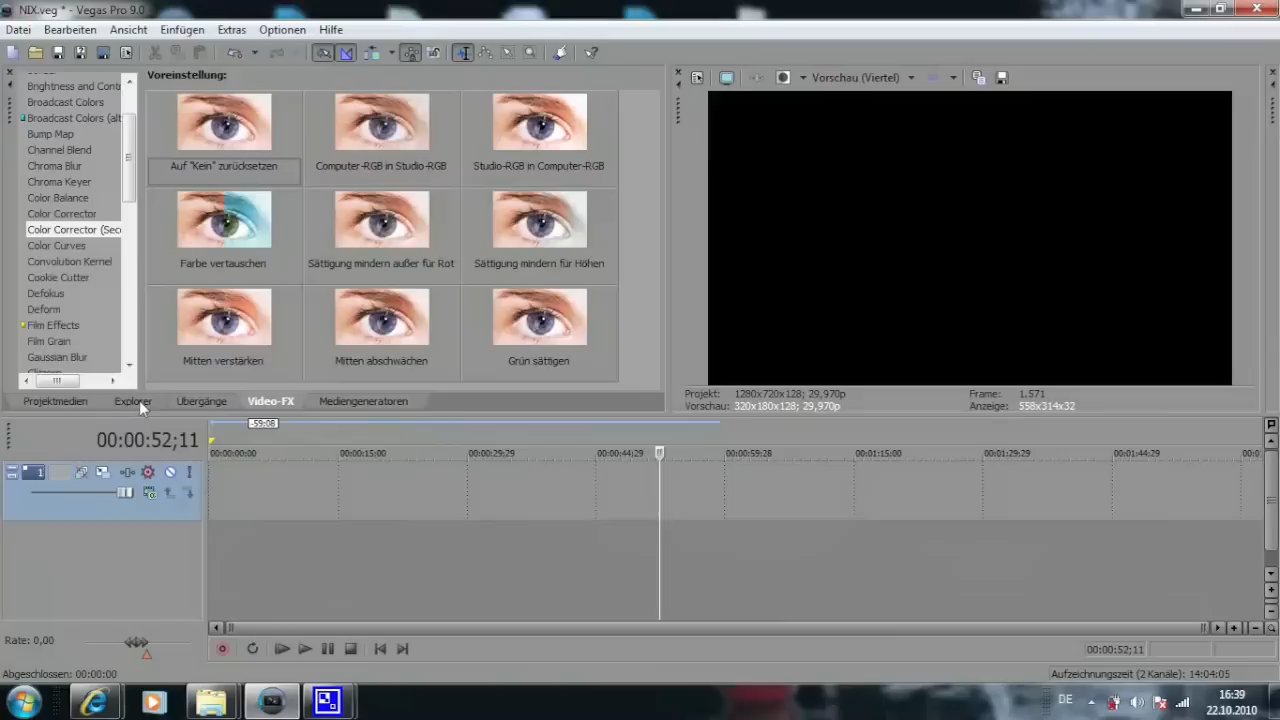 NIX.veg * - Vegas Pro 9.0
Datei Bearbeiten Ansicht Einfügen Extras Optionen Hilfe
Voreinstellung:
Brightness and Contr
Broadcast Colors
Broadcast Colors (alt
Bump Map
Channel Blend
Chroma Blur
Chroma Keyer
Color Balance
Color Corrector
Color Corrector (Seco
Color Curves
Convolution Kernel
Cookie Cutter
Defokus
Deform
Film Effects
Film Grain
Gaussian Blur
Auf "Kein" zurücksetzen
Computer-RGB in Studio-RGB
Studio-RGB in Computer-RGB
Farbe vertauschen
Sättigung mindern außer für Rot
Sättigung mindern für Höhen
Mitten verstärken
Mitten abschwächen
Grün sättigen
Projektmedien Explorer Übergänge Video-FX Mediengeneratoren
Vorschau (Viertel)
Projekt: 1280x720x128; 29,970p
Vorschau: 320x180x128; 29,970p
Frame: 1.571
Anzeige: 558x314x32
-59:08
00:00:52;11
00:00:00:00 00:00:15:00 00:00:29:29 00:00:44;29 00:00:59:28 00:01:15:00 00:01:29:29 00:01:44:29 00:0
1
Rate: 0,00
00:00:52;11
Abgeschlossen: 00:00:00
Aufzeichnungszeit (2 Kanäle): 14:04:05
DE
16:39
22.10.2010